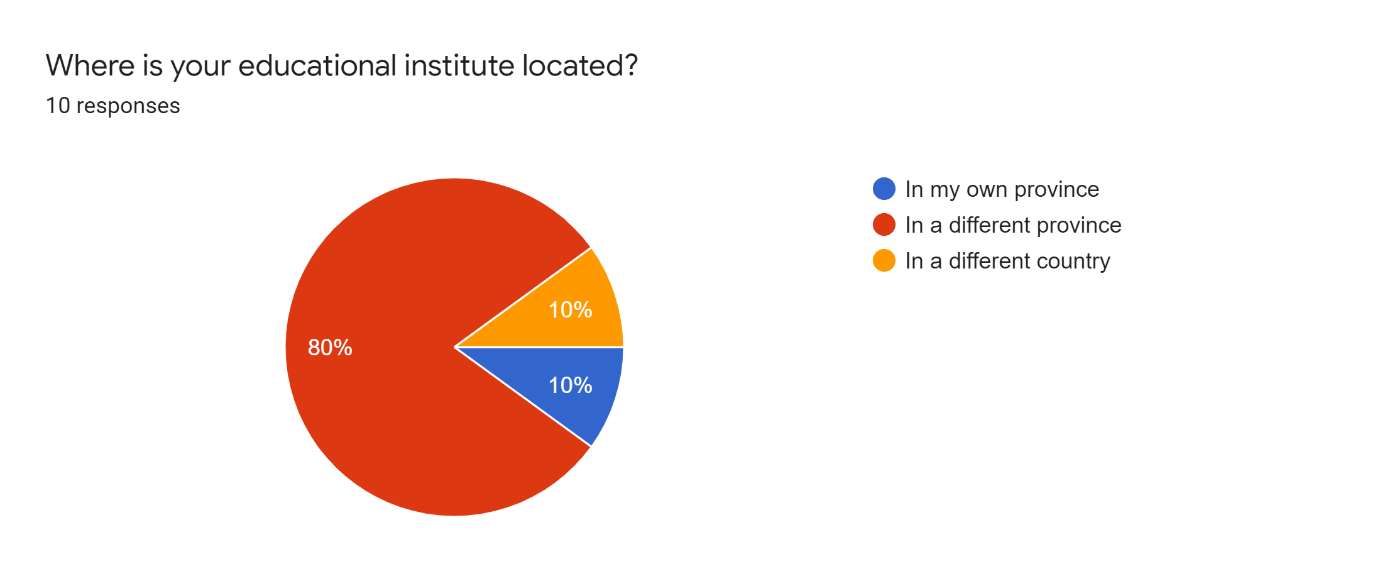 Where is your educational institute located?
10 responses
In my own province
In a different province
In a different country
80%
10%
10%